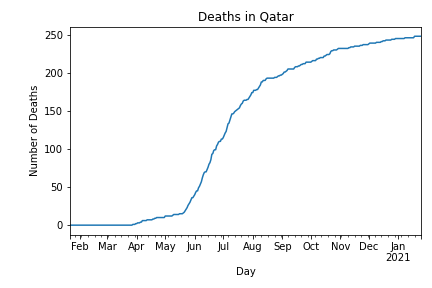 Deaths in Qatar
Number of Deaths
250
200
150
100
50
0
Feb Mar Apr May Jun Jul Aug Sep Oct Nov Dec Jan
2021
Day